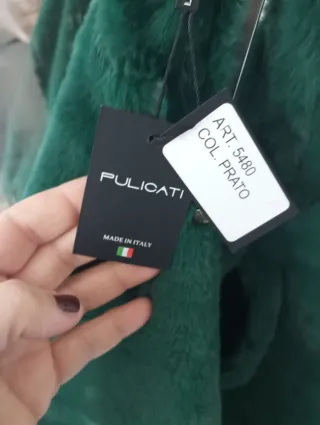 PULICATI
MADE IN ITALY
ART. 5480
COL. PRATO